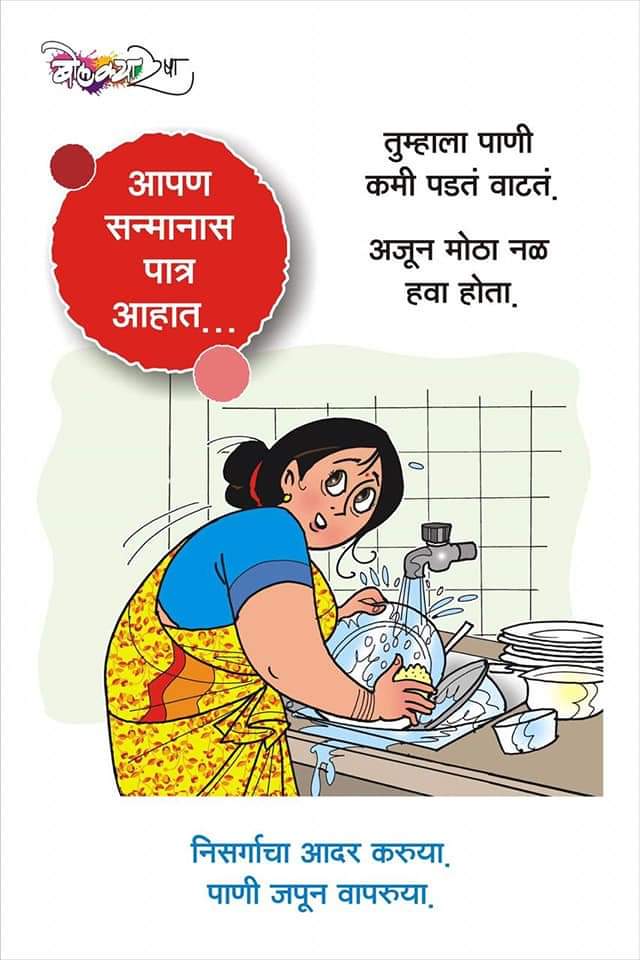 बोलक्या रेषा
आपण
सन्मानास
पात्र
आहात...
तुम्हाला पाणी
कमी पडतं वाटतं.
अजून मोठा नळ
हवा होता.
निसर्गाचा आदर करुया.
पाणी जपून वापरुया.